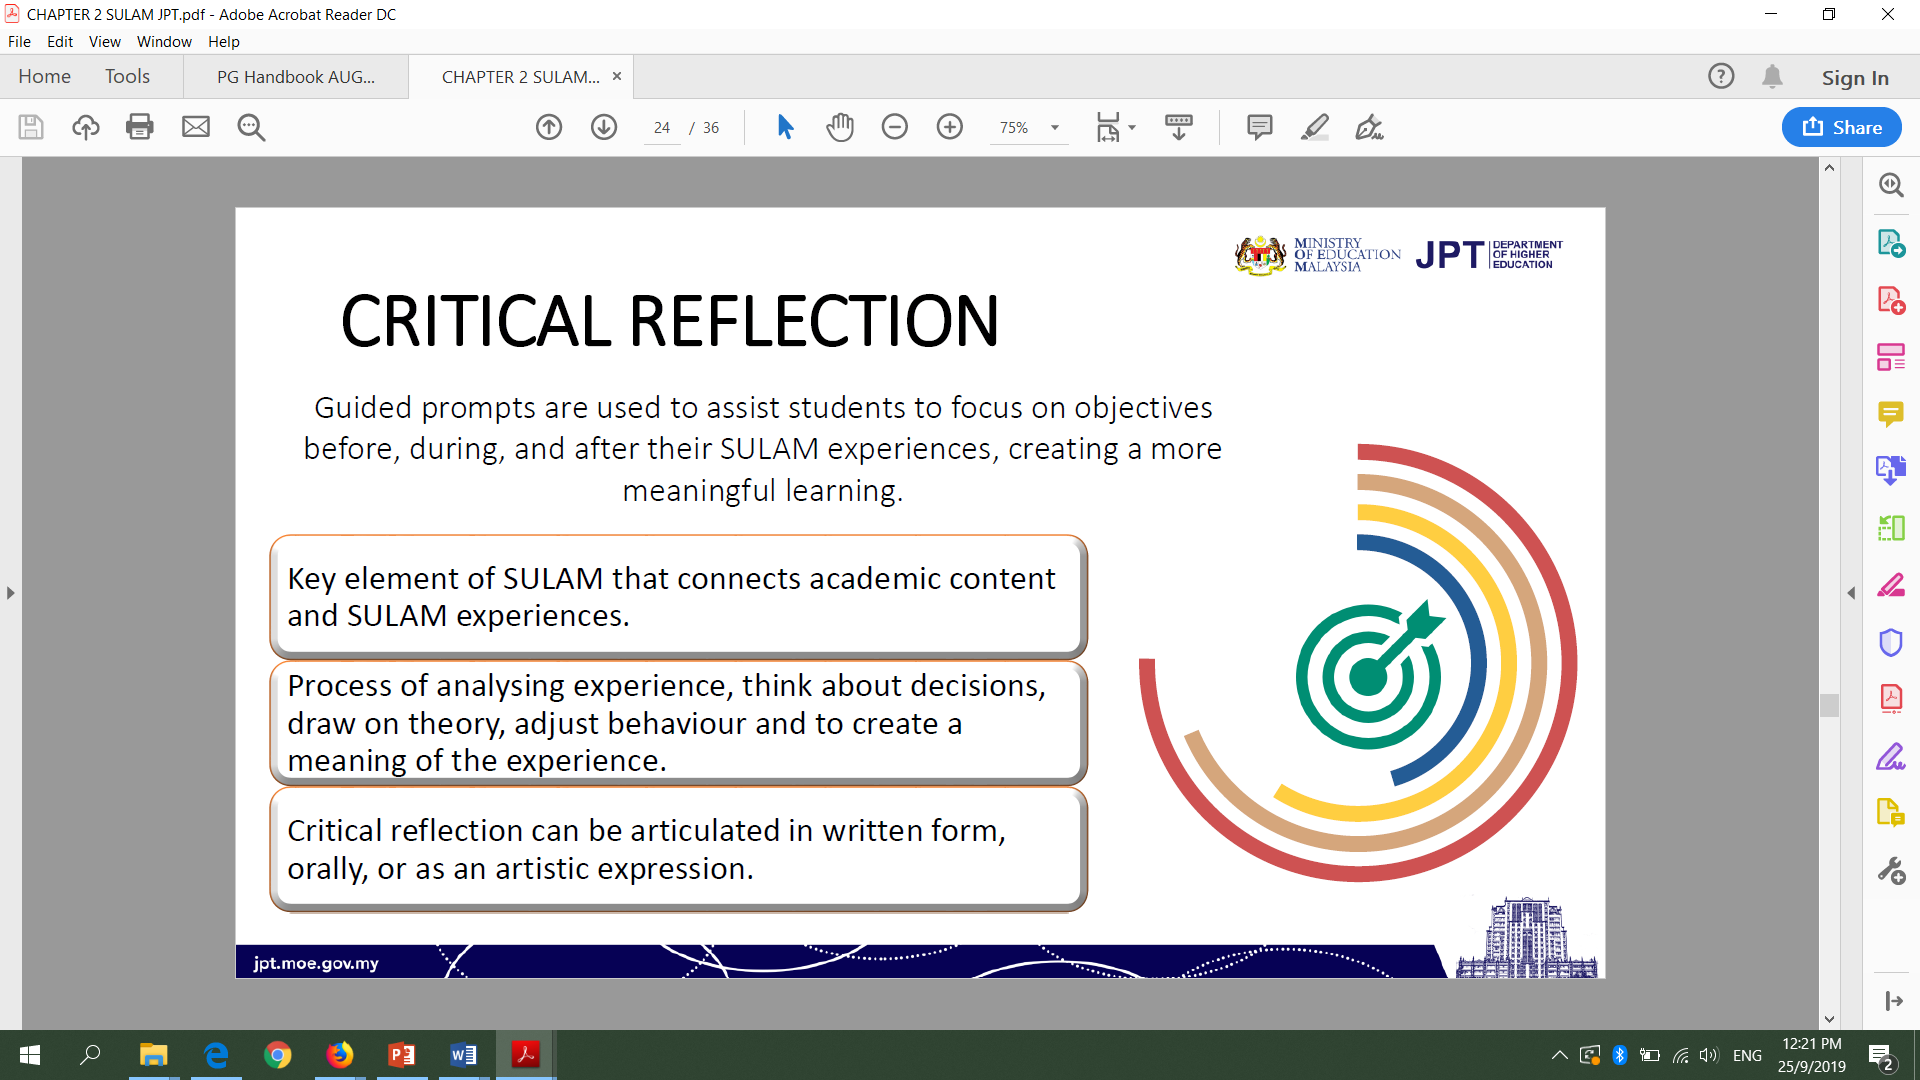 CHAPTER 2 SULAM JPT.pdf - Adobe Acrobat Reader DC
File Edit View Window Help
Home Tools PG Handbook AUG... CHAPTER 2 SULAM... × Sign In
24 / 36 75% Share
MINISTRY
OF EDUCATION
MALAYSIA
JPT
DEPARTMENT
OF HIGHER
EDUCATION
CRITICAL REFLECTION
Guided prompts are used to assist students to focus on objectives
before, during, and after their SULAM experiences, creating a more
meaningful learning.
Key element of SULAM that connects academic content
and SULAM experiences.
Process of analysing experience, think about decisions,
draw on theory, adjust behaviour and to create a
meaning of the experience.
Critical reflection can be articulated in written form,
orally, or as an artistic expression.
jpt.moe.gov.my
ENG
12:21 PM
25/9/2019
2